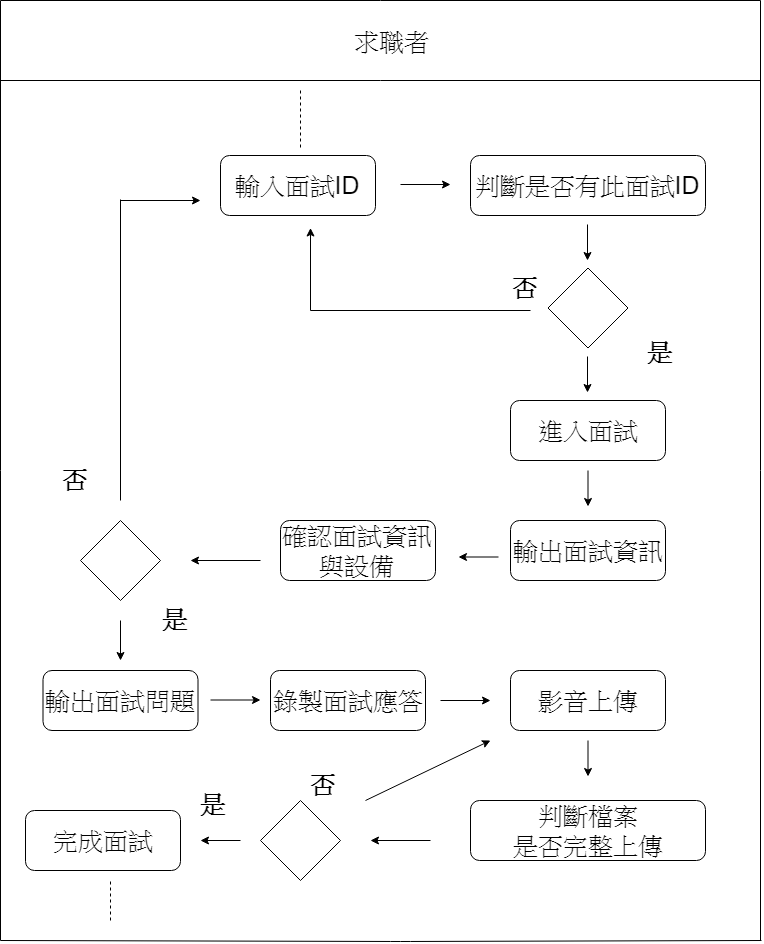 求職者
輸入面試ID
判斷是否有此面試ID
否
是
進入面試
否
確認面試資訊
與設備
輸出面試資訊
是
輸出面試問題
錄製面試應答
影音上傳
否
是
完成面試
判斷檔案
是否完整上傳